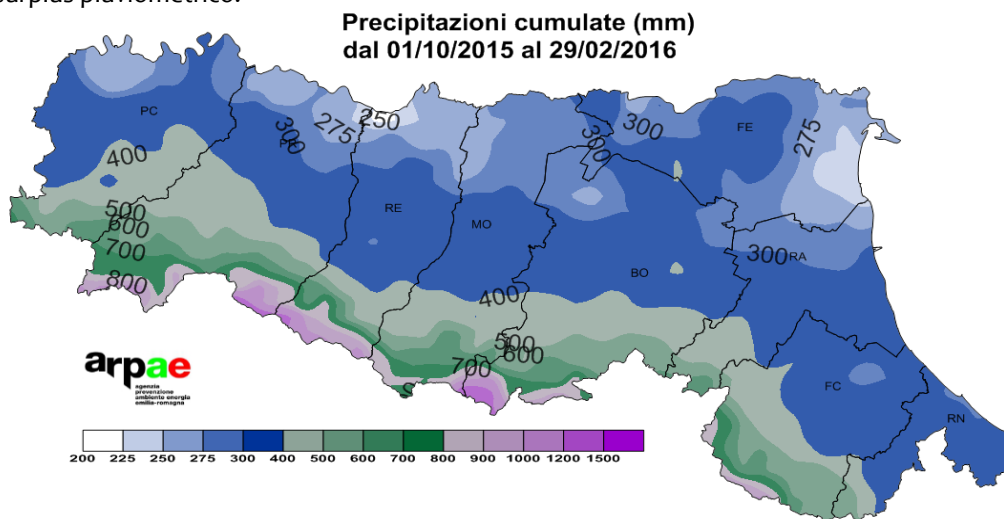 surplus pluviometrico.
Precipitazioni cumulate (mm)
dal 01/10/2015 al 29/02/2016
PC
400
500
600
700
800
300
275
250
RE
MO
300
300
FE
275
300
RA
BO
400
500
600
700
FC
RN
arpae
agenzia
prevenzione
ambiente energia
emilia-romagna
200 225 250 275 300 400 500 600 700 800 900 1000 1200 1500